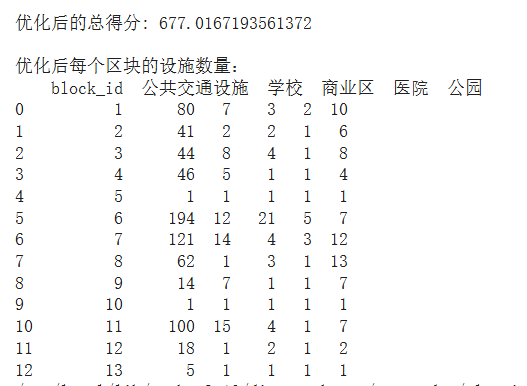 优化后的总得分: 677.0167193561372
优化后每个区块的设施数量:
block_id 公共交通设施 学校 商业区 医院 公园
0 1 80 7 3 2 10
1 2 41 2 2 1 6
2 3 44 8 4 1 8
3 4 46 5 1 1 4
4 5 1 1 1 1 1
5 6 194 12 21 5 7
6 7 121 14 4 3 12
7 8 62 1 3 1 13
8 9 14 7 1 1 7
9 10 1 1 1 1 1
10 11 100 15 4 1 7
11 12 18 1 2 1 2
12 13 5 1 1 1 1